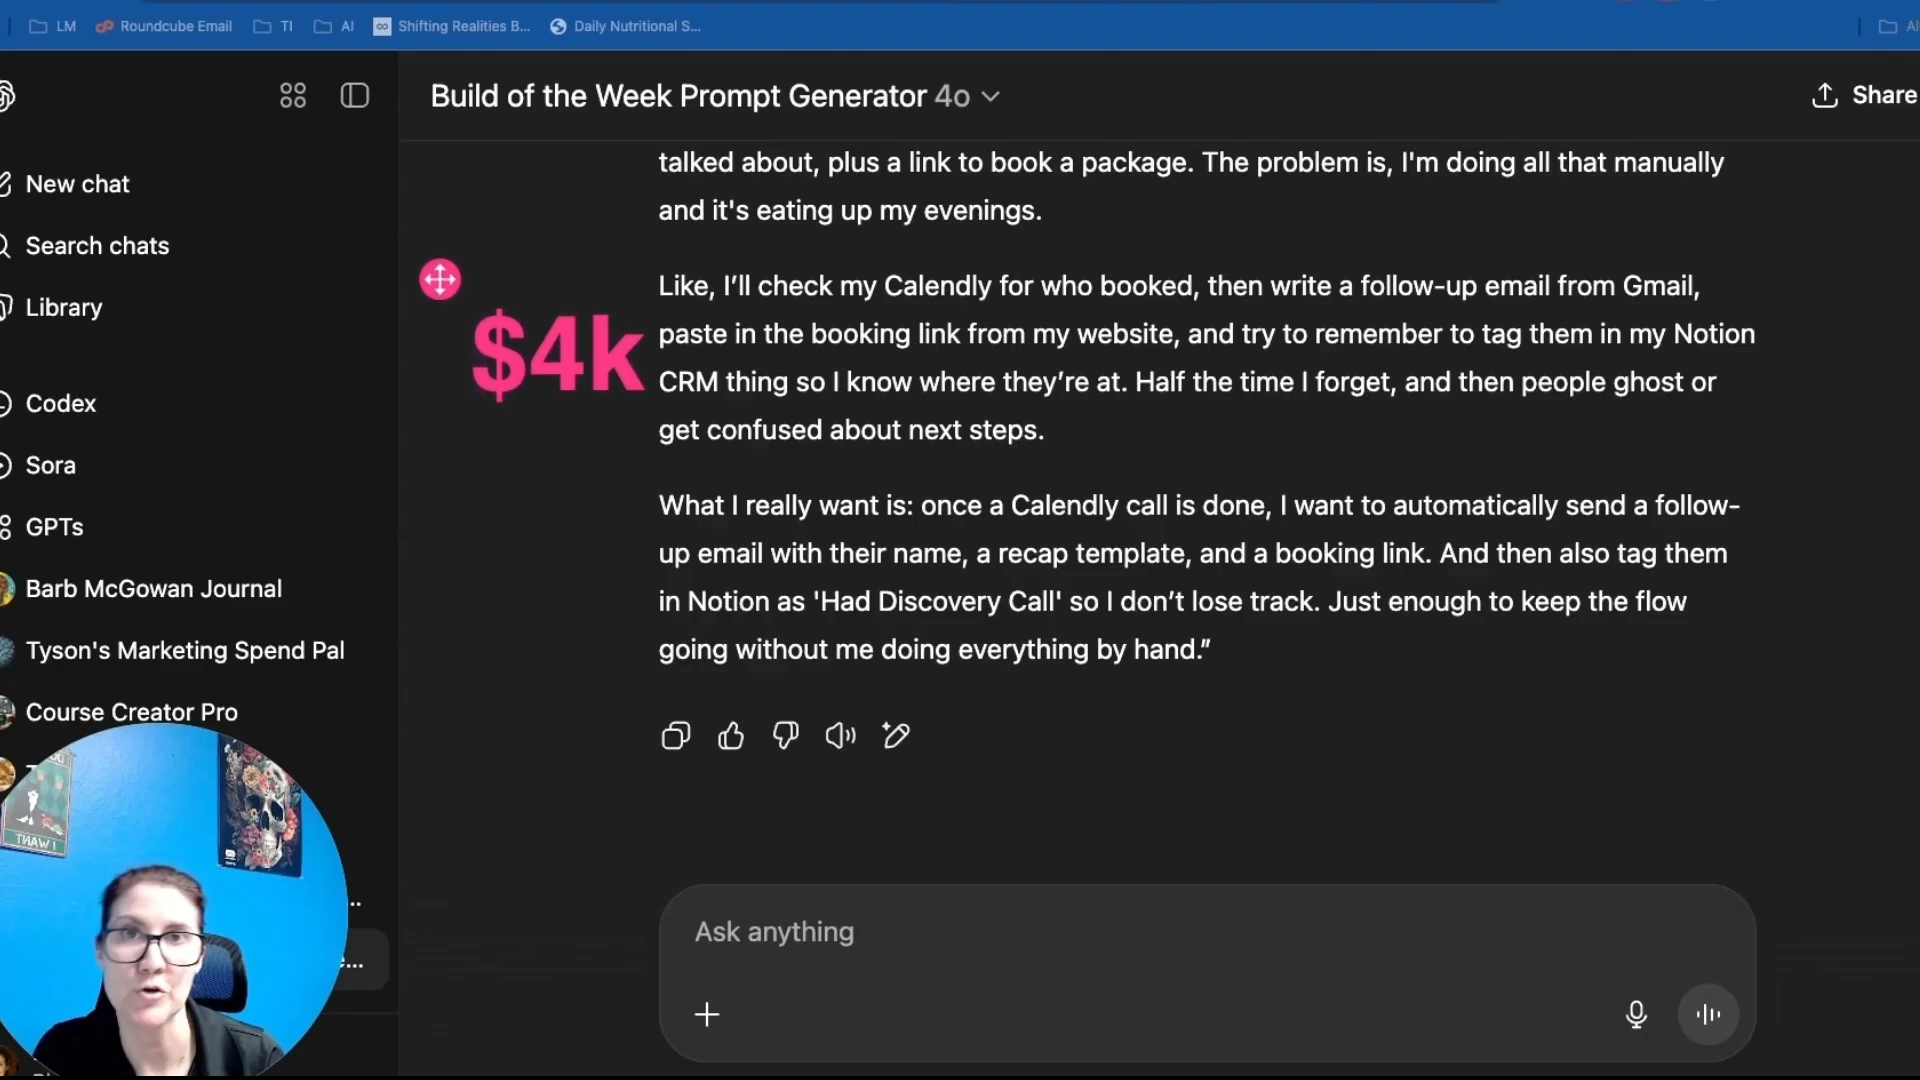 LM
Roundcube Email
TI
AI
Shifting Realities B...
Daily Nutritional S...
Build of the Week Prompt Generator 4o
Share
New chat
Search chats
Library
Codex
Sora
GPTs
Barb McGowan Journal
Tyson's Marketing Spend Pal
Course Creator Pro
talked about, plus a link to book a package. The problem is, I'm doing all that manually
and it's eating up my evenings.
$4k
Like, I’ll check my Calendly for who booked, then write a follow-up email from Gmail,
paste in the booking link from my website, and try to remember to tag them in my Notion
CRM thing so I know where they’re at. Half the time I forget, and then people ghost or
get confused about next steps.
What I really want is: once a Calendly call is done, I want to automatically send a follow-
up email with their name, a recap template, and a booking link. And then also tag them
in Notion as 'Had Discovery Call' so I don’t lose track. Just enough to keep the flow
going without me doing everything by hand.”
Ask anything